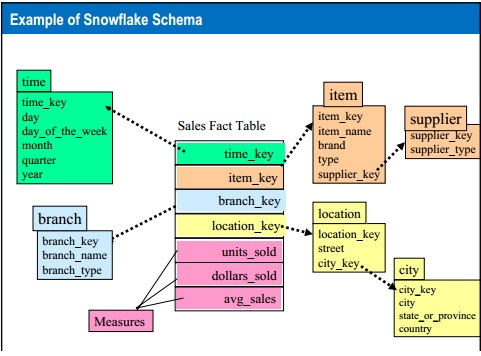 Example of Snowflake Schema
time
time_key
day
day_of_the_week
month
quarter
year
Sales Fact Table
time_key
item_key
branch_key
location_key
units_sold
dollars_sold
avg_sales
item
item_key
item_name
brand
type
supplier_key
supplier
supplier_key
supplier_type
branch
branch_key
branch_name
branch_type
location
location_key
street
city_key
city
city_key
city
state_or_province
country
Measures